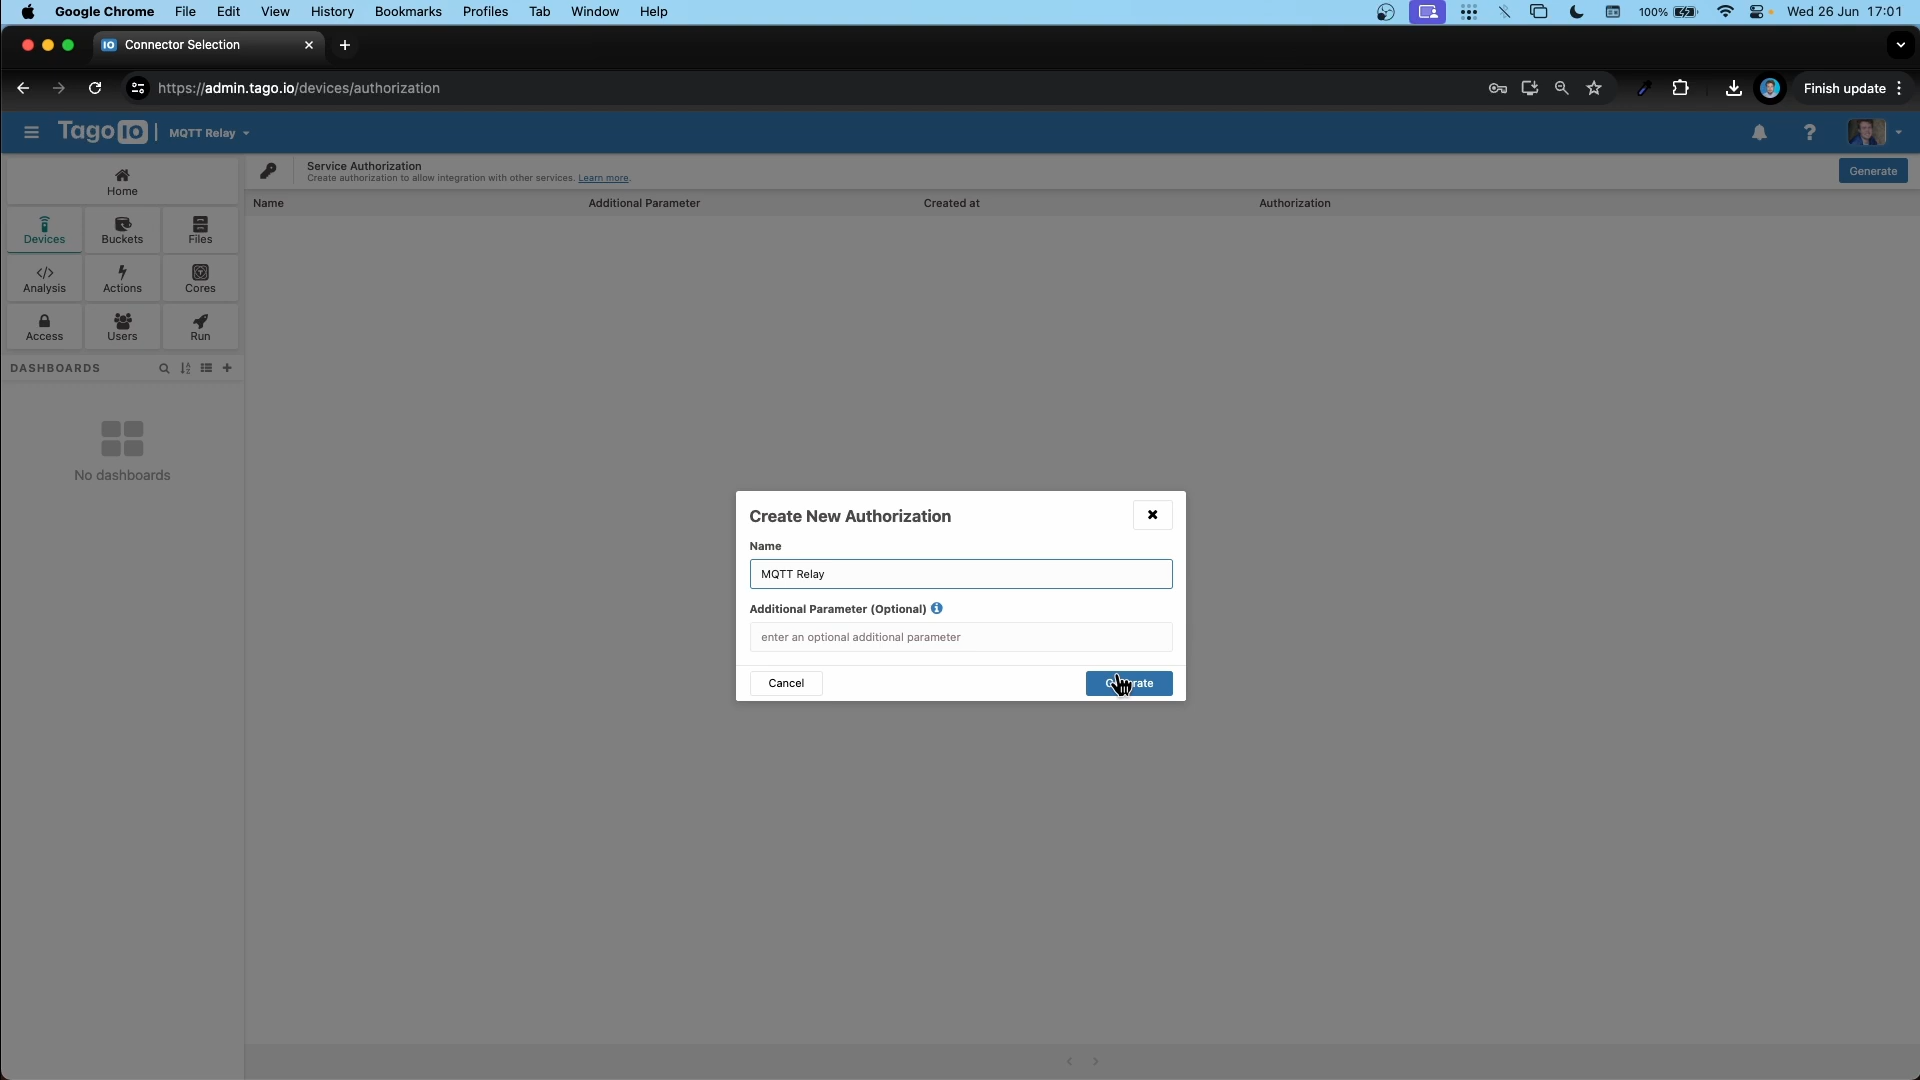 Google Chrome File Edit View History Bookmarks Profiles Tab Window Help 100% Wed 26 Jun 17:01
IO Connector Selection
https://admin.tago.io/devices/authorization Finish update
Tago IO MQTT Relay ?
Home
Service Authorization
Create authorization to allow integration with other services. Learn more.
Generate
Name Additional Parameter Created at Authorization
Devices Buckets Files
Analysis Actions Cores
Access Users Run
DASHBOARDS
No dashboards
Create New Authorization
Name
MQTT Relay
Additional Parameter (Optional)
enter an optional additional parameter
Cancel